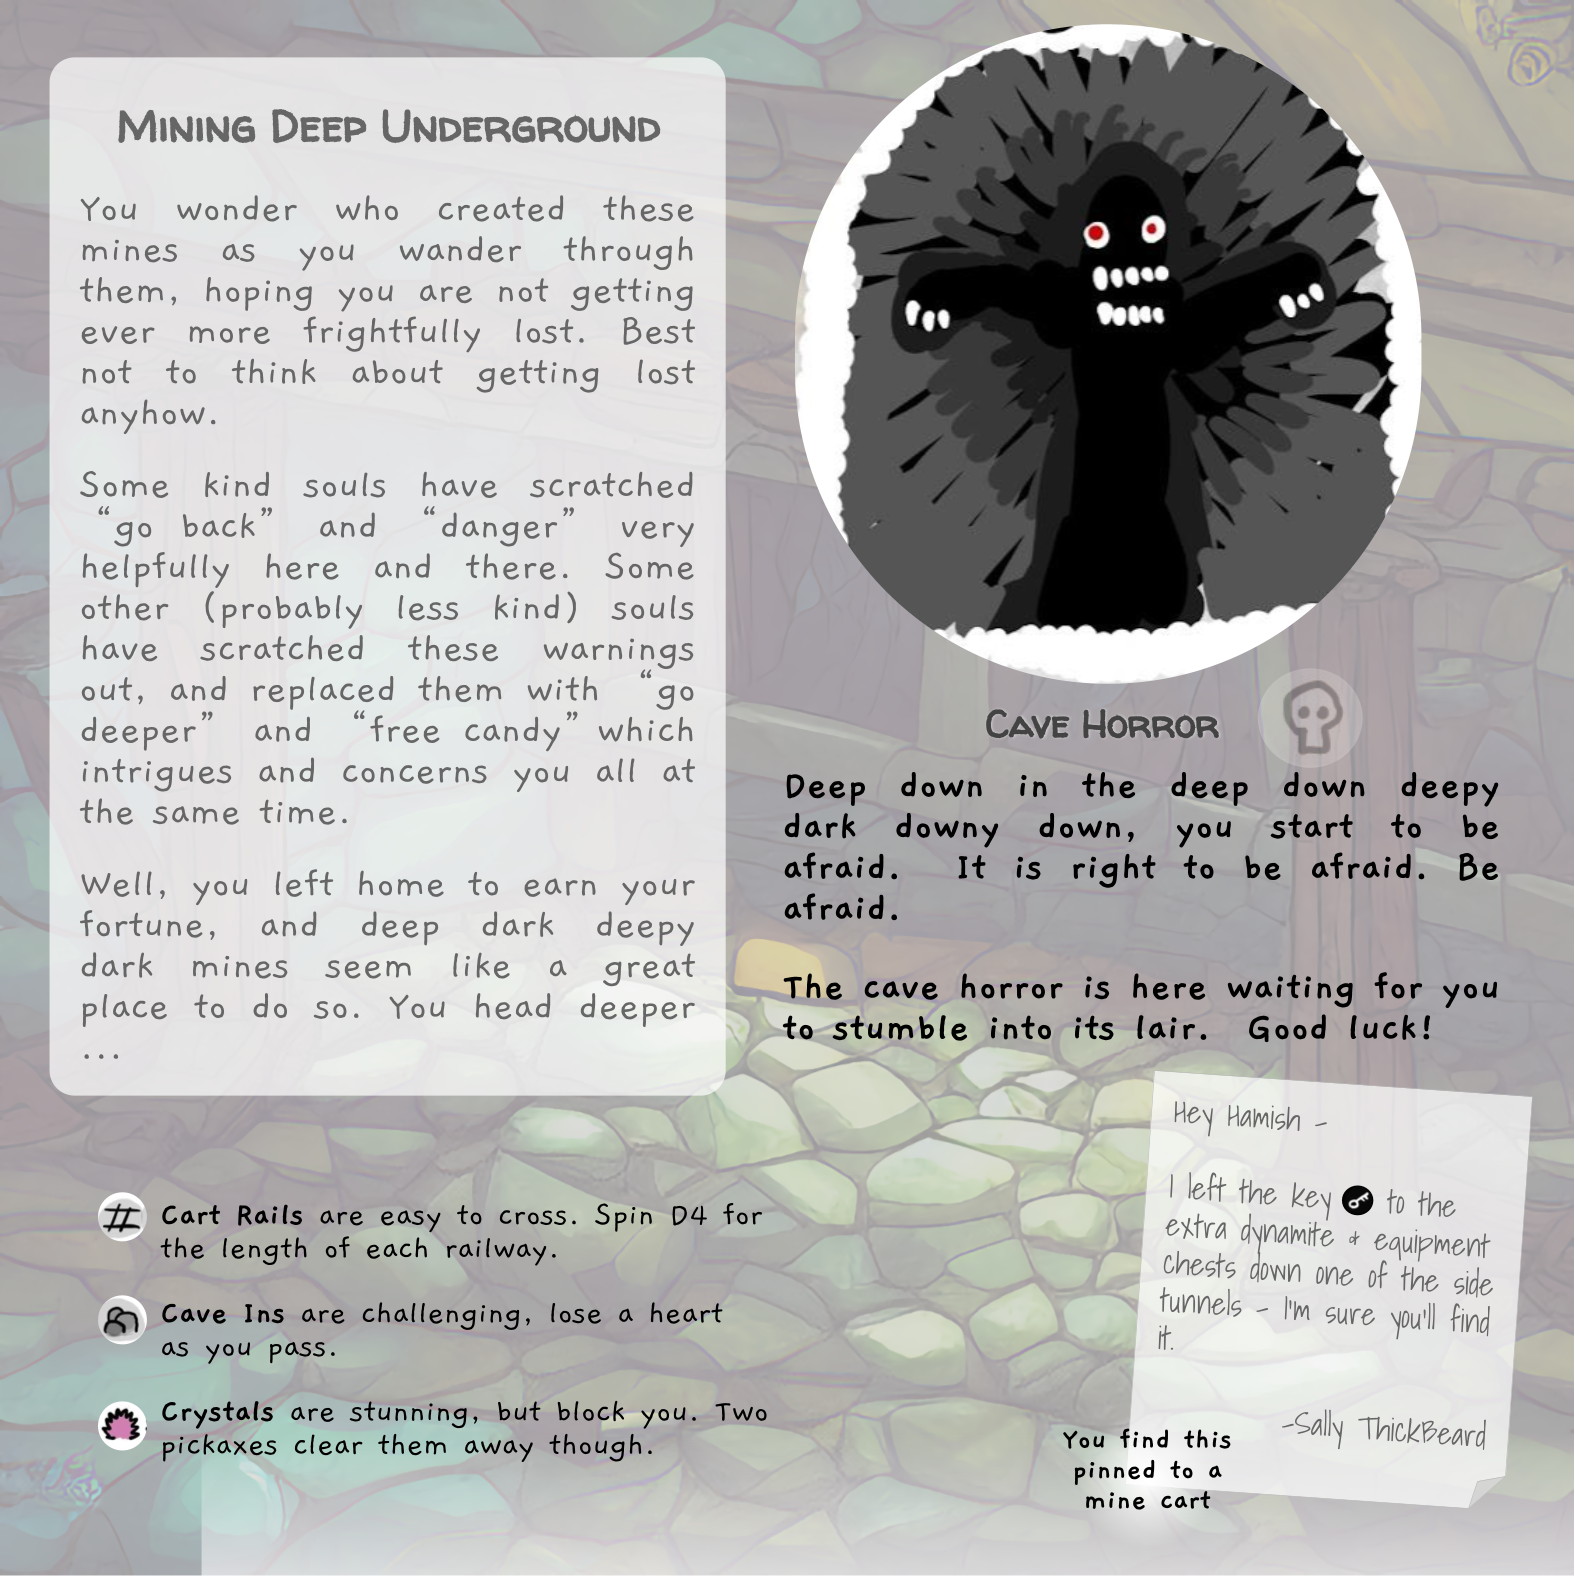 Mining Deep Underground
You wonder who created these
mines as you wander through
them, hoping you are not getting
ever more frightfully lost. Best
not to think about getting lost
anyhow.
Some kind souls have scratched
“go back” and “danger” very
helpfully here and there. Some
other (probably less kind) souls
have scratched these warnings
out, and replaced them with “go
deeper” and “free candy” which
intrigues and concerns you all at
the same time.
Well, you left home to earn your
fortune, and deep dark deepy
dark mines seem like a great
place to do so. You head deeper
...
Cave Horror
Deep down in the deep down deepy
dark downy down, you start to be
afraid. It is right to be afraid. Be
afraid.
The cave horror is here waiting for you
to stumble into its lair. Good luck!
Cart Rails are easy to cross. Spin D4 for
the length of each railway.
Cave Ins are challenging, lose a heart
as you pass.
Crystals are stunning, but block you. Two
pickaxes clear them away though.
Hey Hamish -
I left the key to the
extra dynamite & equipment
chests down one of the side
tunnels - I'm sure you'll find
it.
-Sally ThickBeard
You find this
pinned to a
mine cart